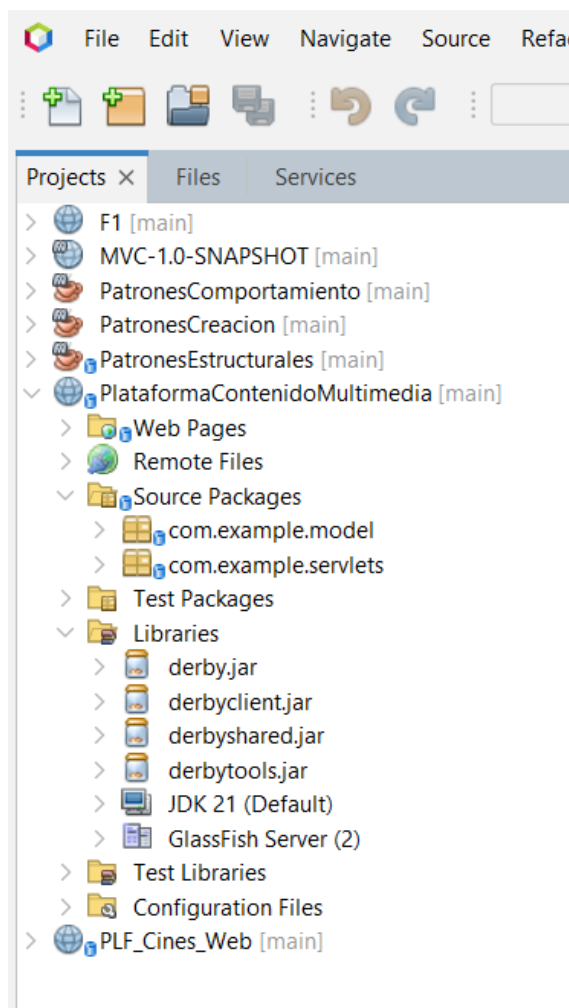 File Edit View Navigate Source Refa
Projects × Files Services
F1 [main]
MVC-1.0-SNAPSHOT [main]
PatronesComportamiento [main]
PatronesCreacion [main]
PatronesEstructurales [main]
PlataformaContenidoMultimedia [main]
Web Pages
Remote Files
Source Packages
com.example.model
com.example.servlets
Test Packages
Libraries
derby.jar
derbyclient.jar
derbyshared.jar
derbytools.jar
JDK 21 (Default)
GlassFish Server (2)
Test Libraries
Configuration Files
PLF_Cines_Web [main]